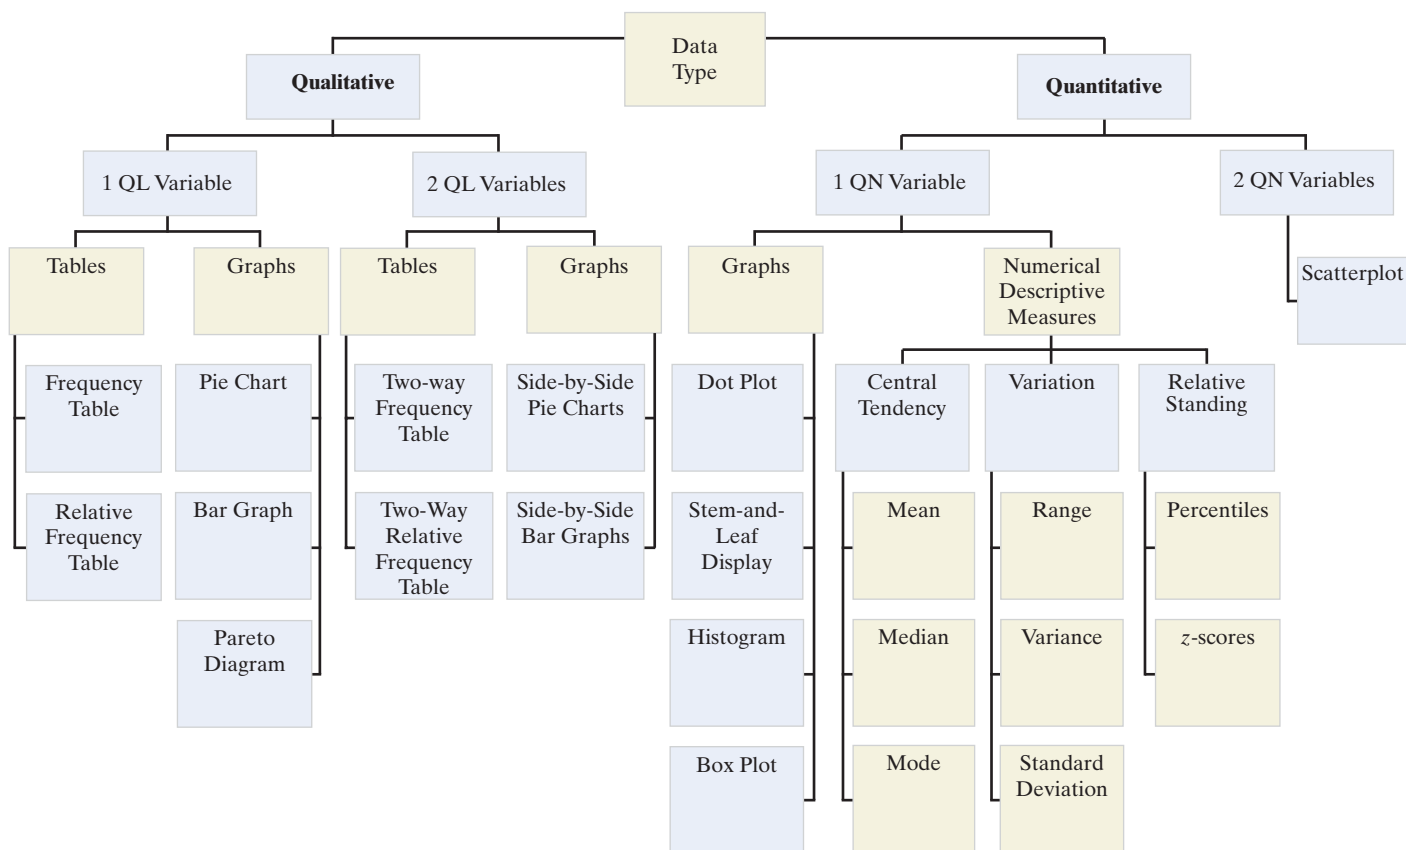 Data
Type
Qualitative
Quantitative
1 QL Variable
2 QL Variables
1 QN Variable
2 QN Variables
Tables
Graphs
Tables
Graphs
Graphs
Numerical
Descriptive
Measures
Scatterplot
Frequency
Table
Pie Chart
Two-way
Frequency
Table
Side-by-Side
Pie Charts
Dot Plot
Central
Tendency
Variation
Relative
Standing
Relative
Frequency
Table
Bar Graph
Two-Way
Relative
Frequency
Table
Side-by-Side
Bar Graphs
Stem-and-
Leaf
Display
Mean
Range
Percentiles
Pareto
Diagram
Histogram
Median
Variance
z-scores
Box Plot
Mode
Standard
Deviation